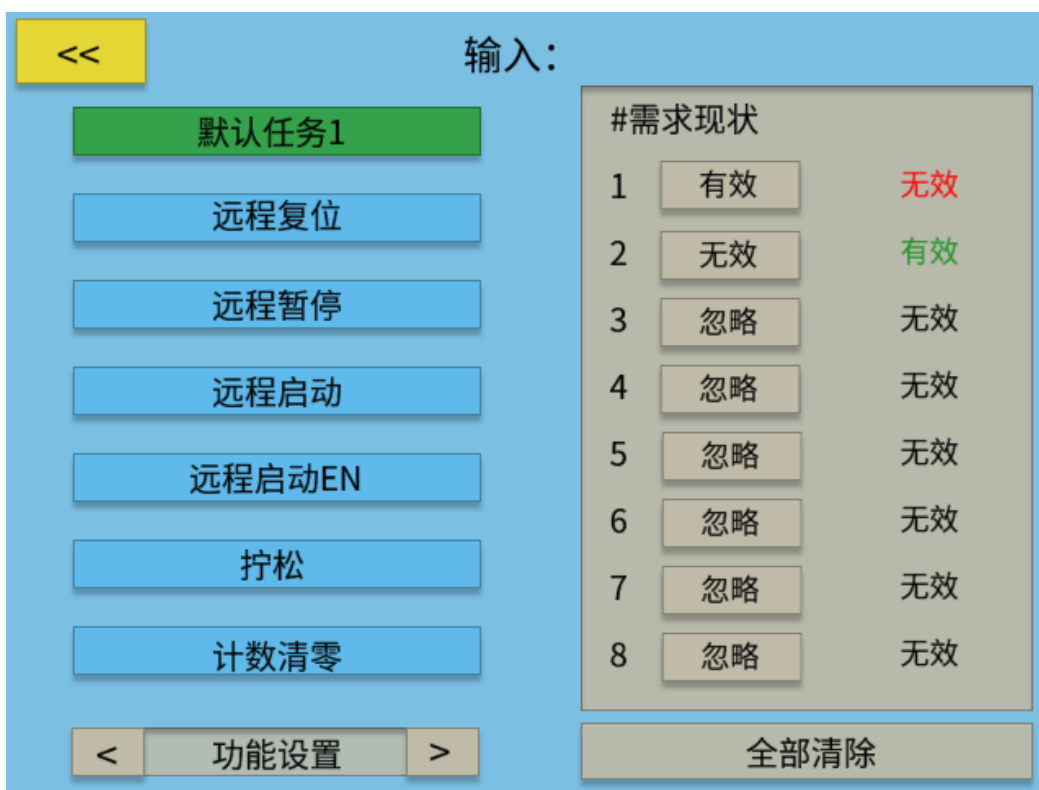 <<
输入：
默认任务1
远程复位
远程暂停
远程启动
远程启动EN
拧松
计数清零
< 功能设置 >
#需求现状
1 有效 无效
2 无效 有效
3 忽略 无效
4 忽略 无效
5 忽略 无效
6 忽略 无效
7 忽略 无效
8 忽略 无效
全部清除